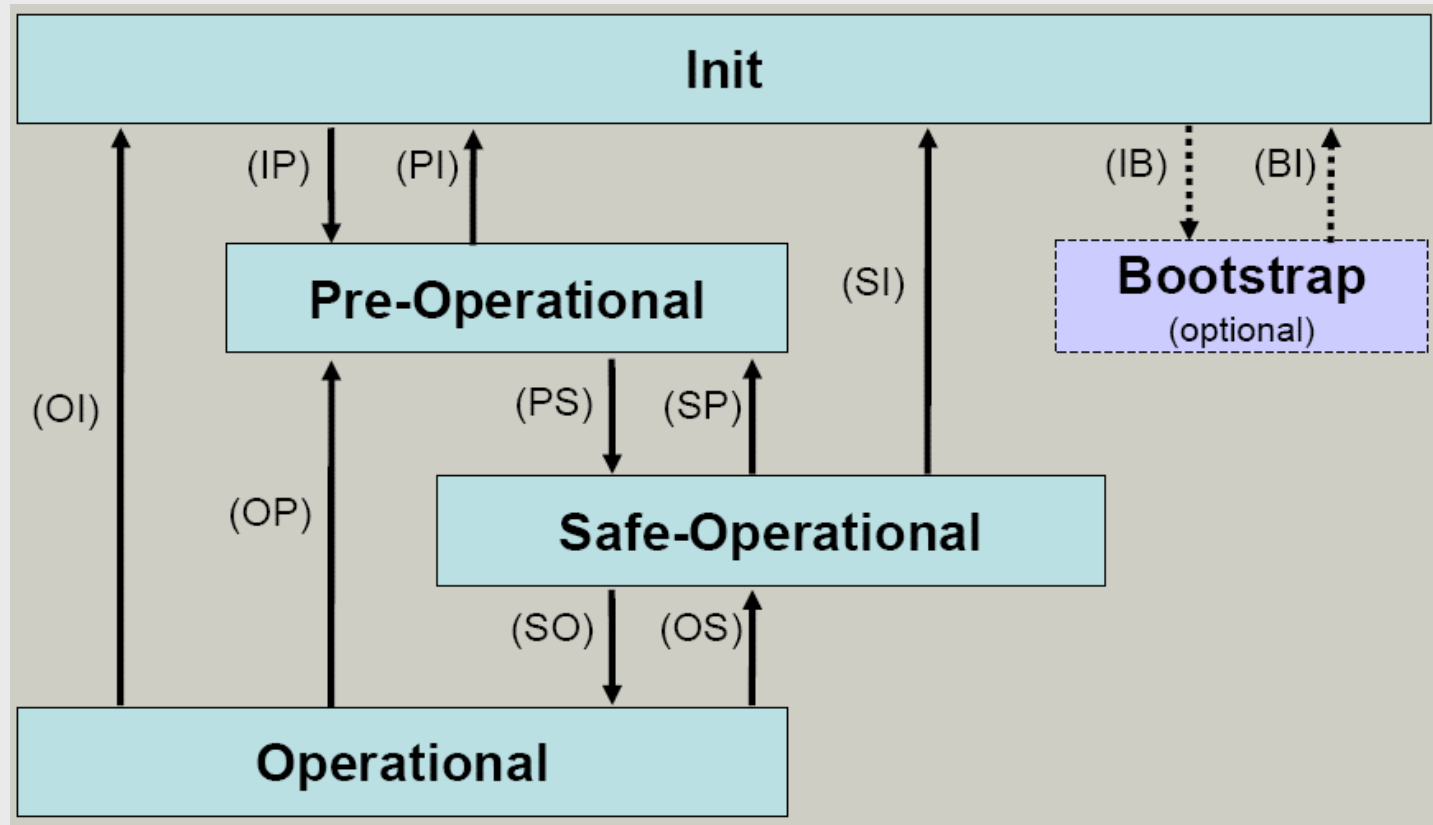 Init
(IP)
(PI)
(IB)
(BI)
Pre-Operational
(SI)
Bootstrap
(optional)
(OI)
(PS)
(SP)
(OP)
Safe-Operational
(SO)
(OS)
Operational